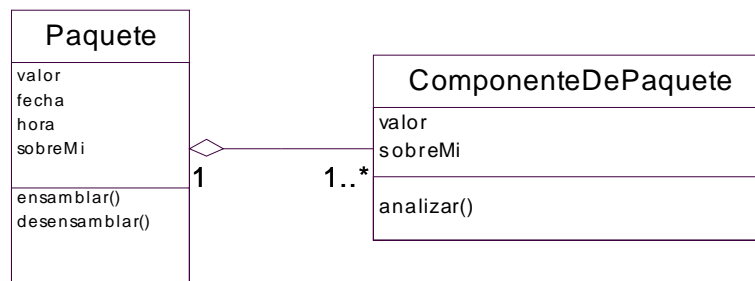 Paquete
valor
fecha
hora
sobreMi
ensamblar()
desensamblar()
1
1..*
ComponenteDePaquete
valor
sobreMi
analizar()